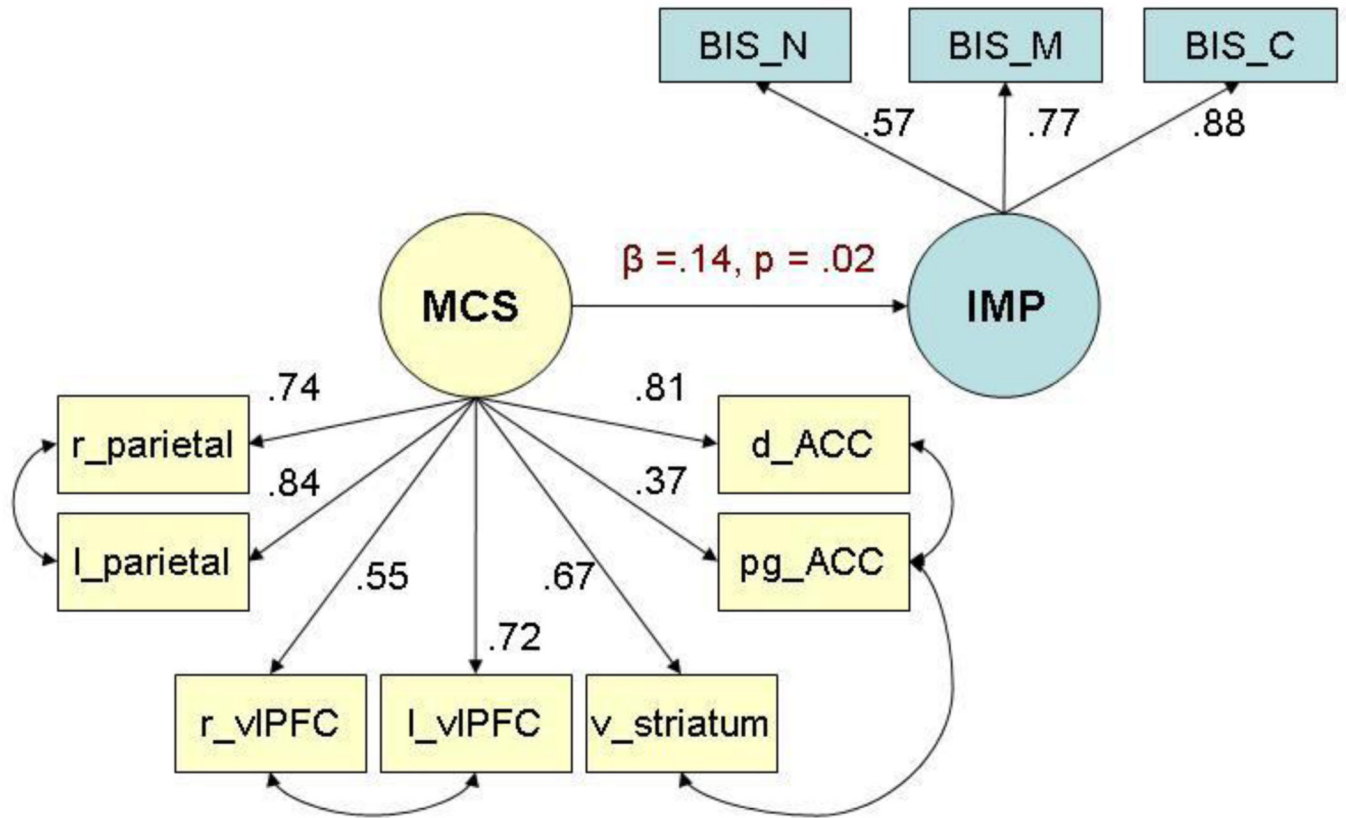 BIS_N
BIS_M
BIS_C
.57
.77
.88
β =.14, p = .02
MCS
IMP
.74
.81
r_parietal
d_ACC
.84
.37
l_parietal
pg_ACC
.55
.67
.72
r_vlPFC
l_vlPFC
v_striatum